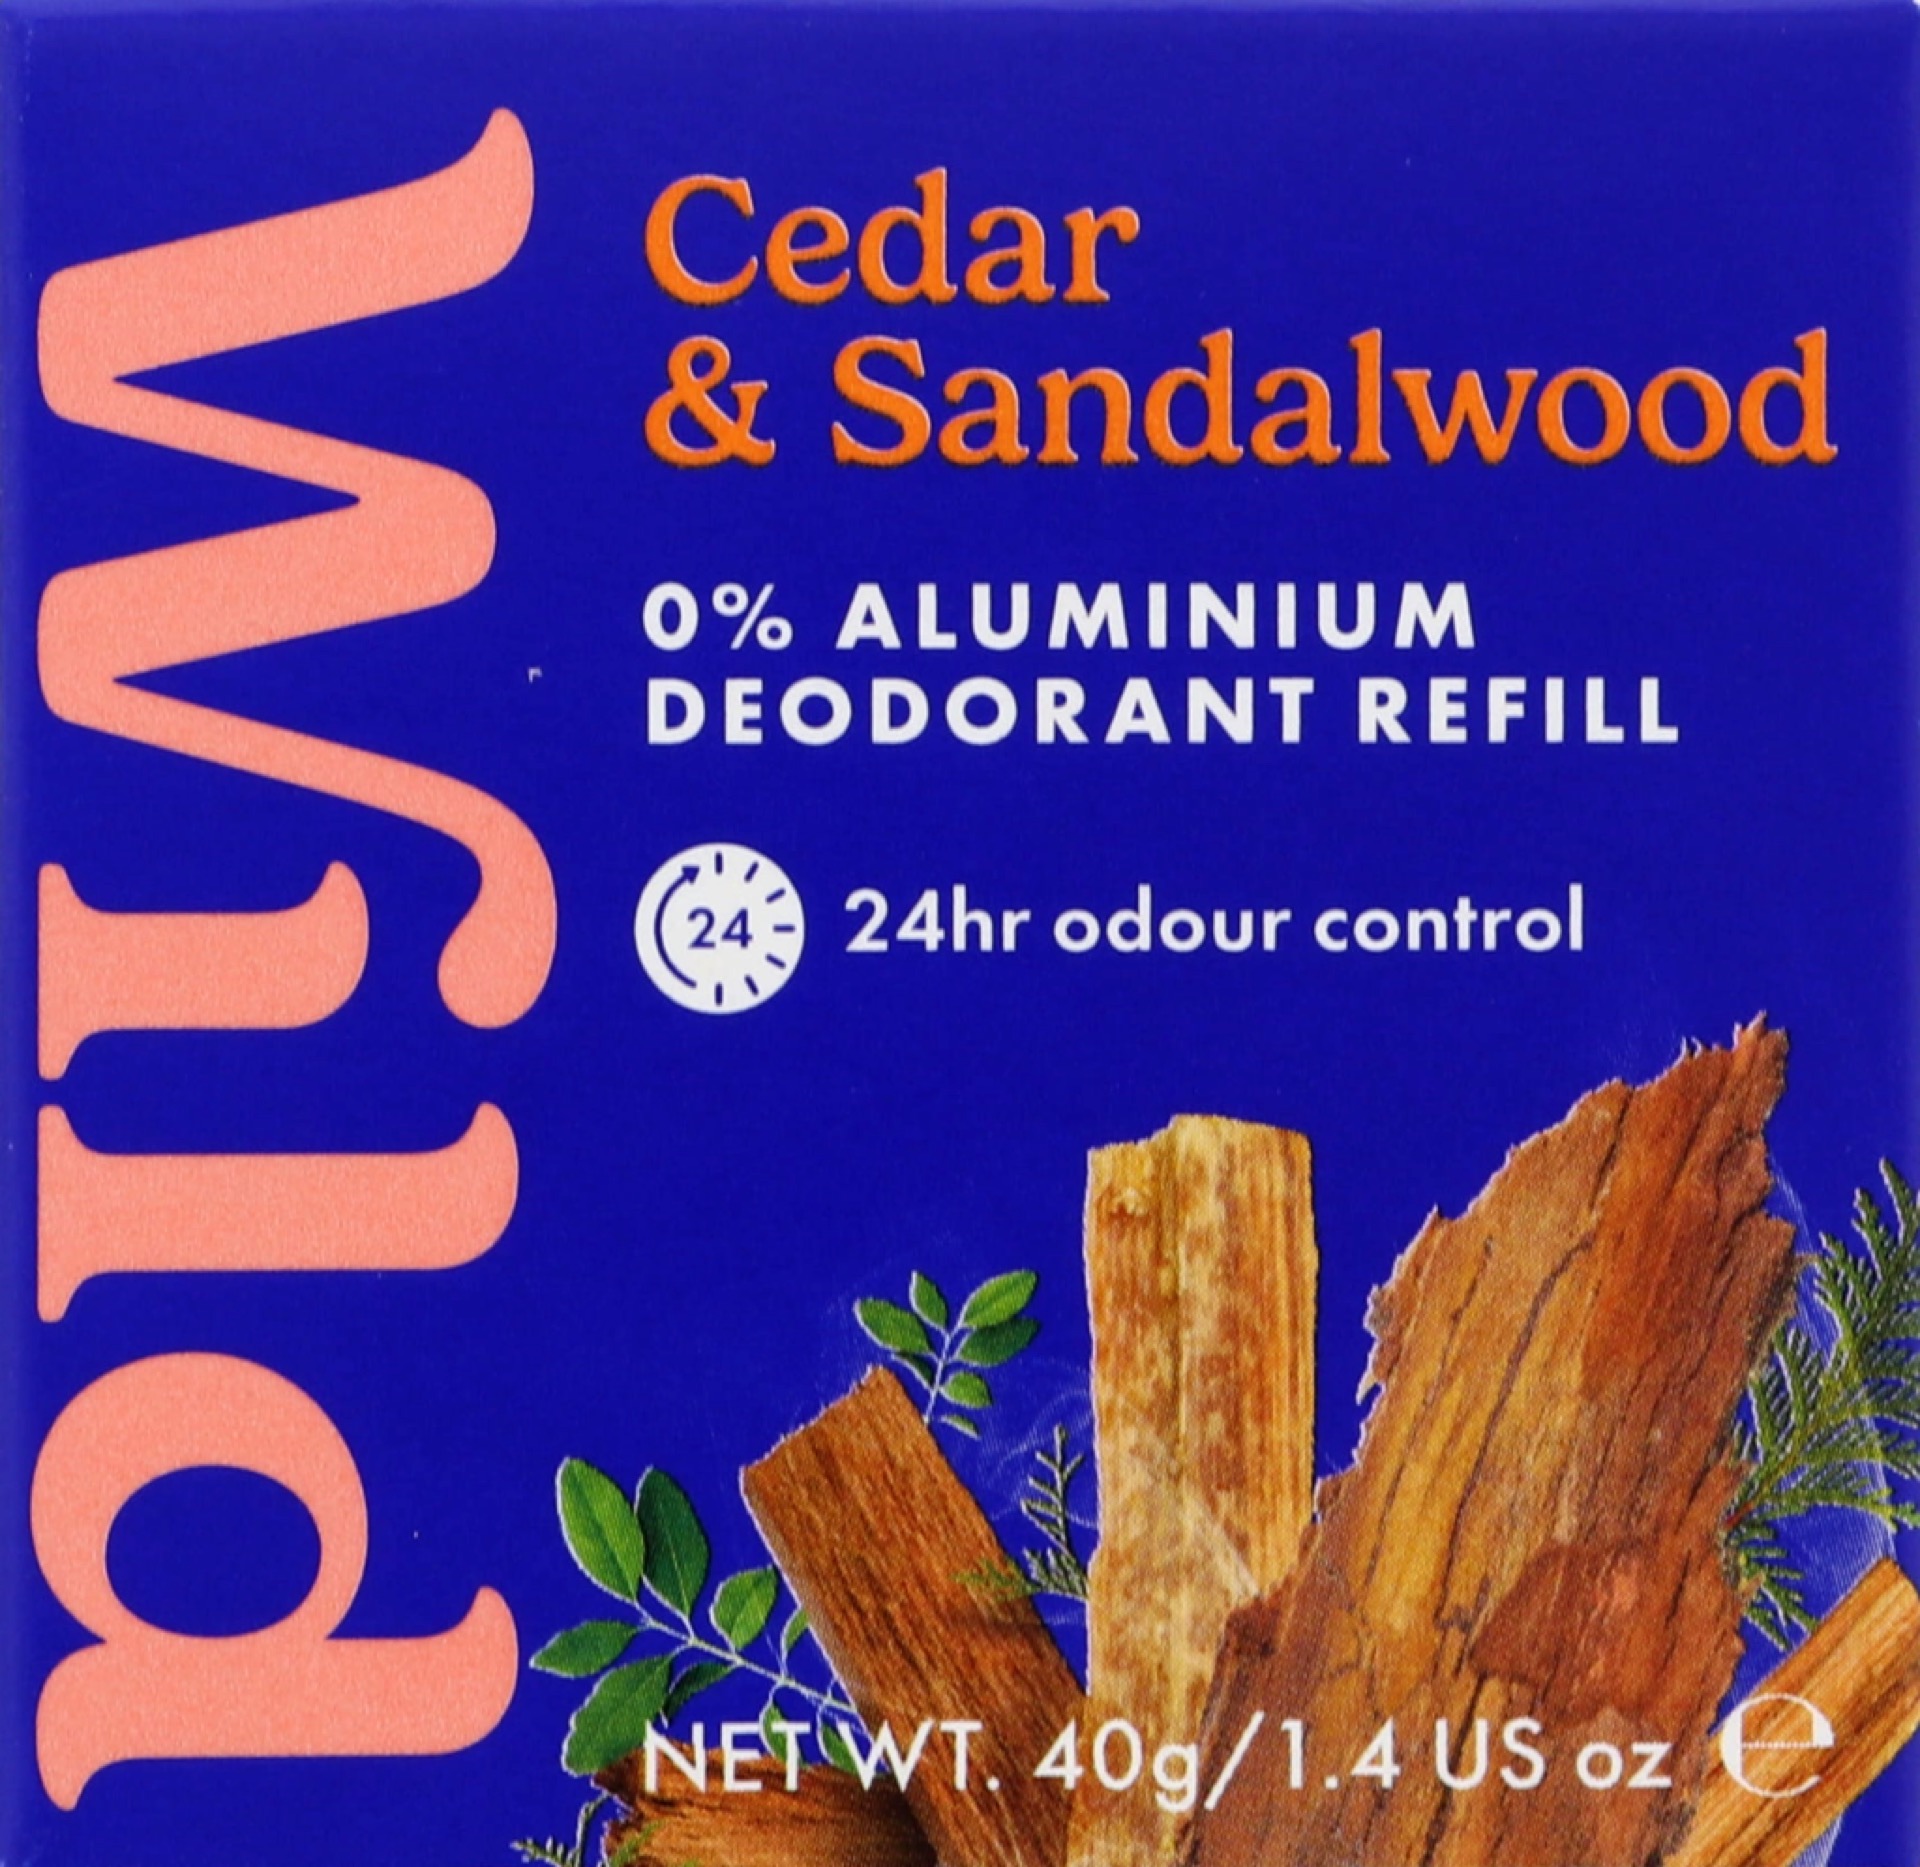 Wild
Cedar
& Sandalwood
0% ALUMINIUM
DEODORANT REFILL
24
24hr odour control
NET WT. 40g/1.4 US oz ℮